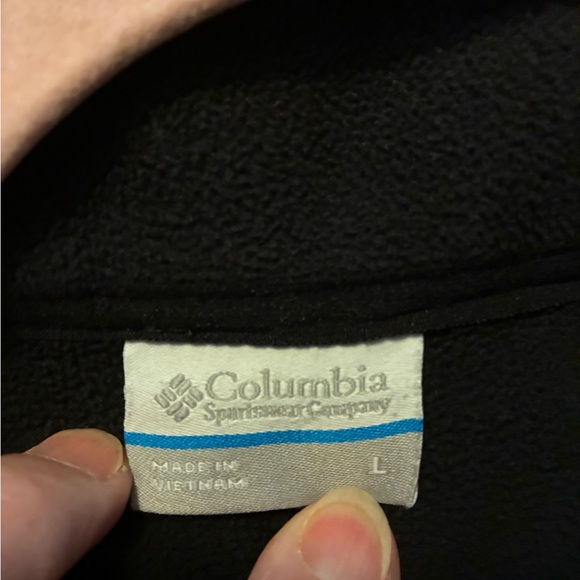 Columbia
Sportswear Company
MADE IN
VIETNAM
L